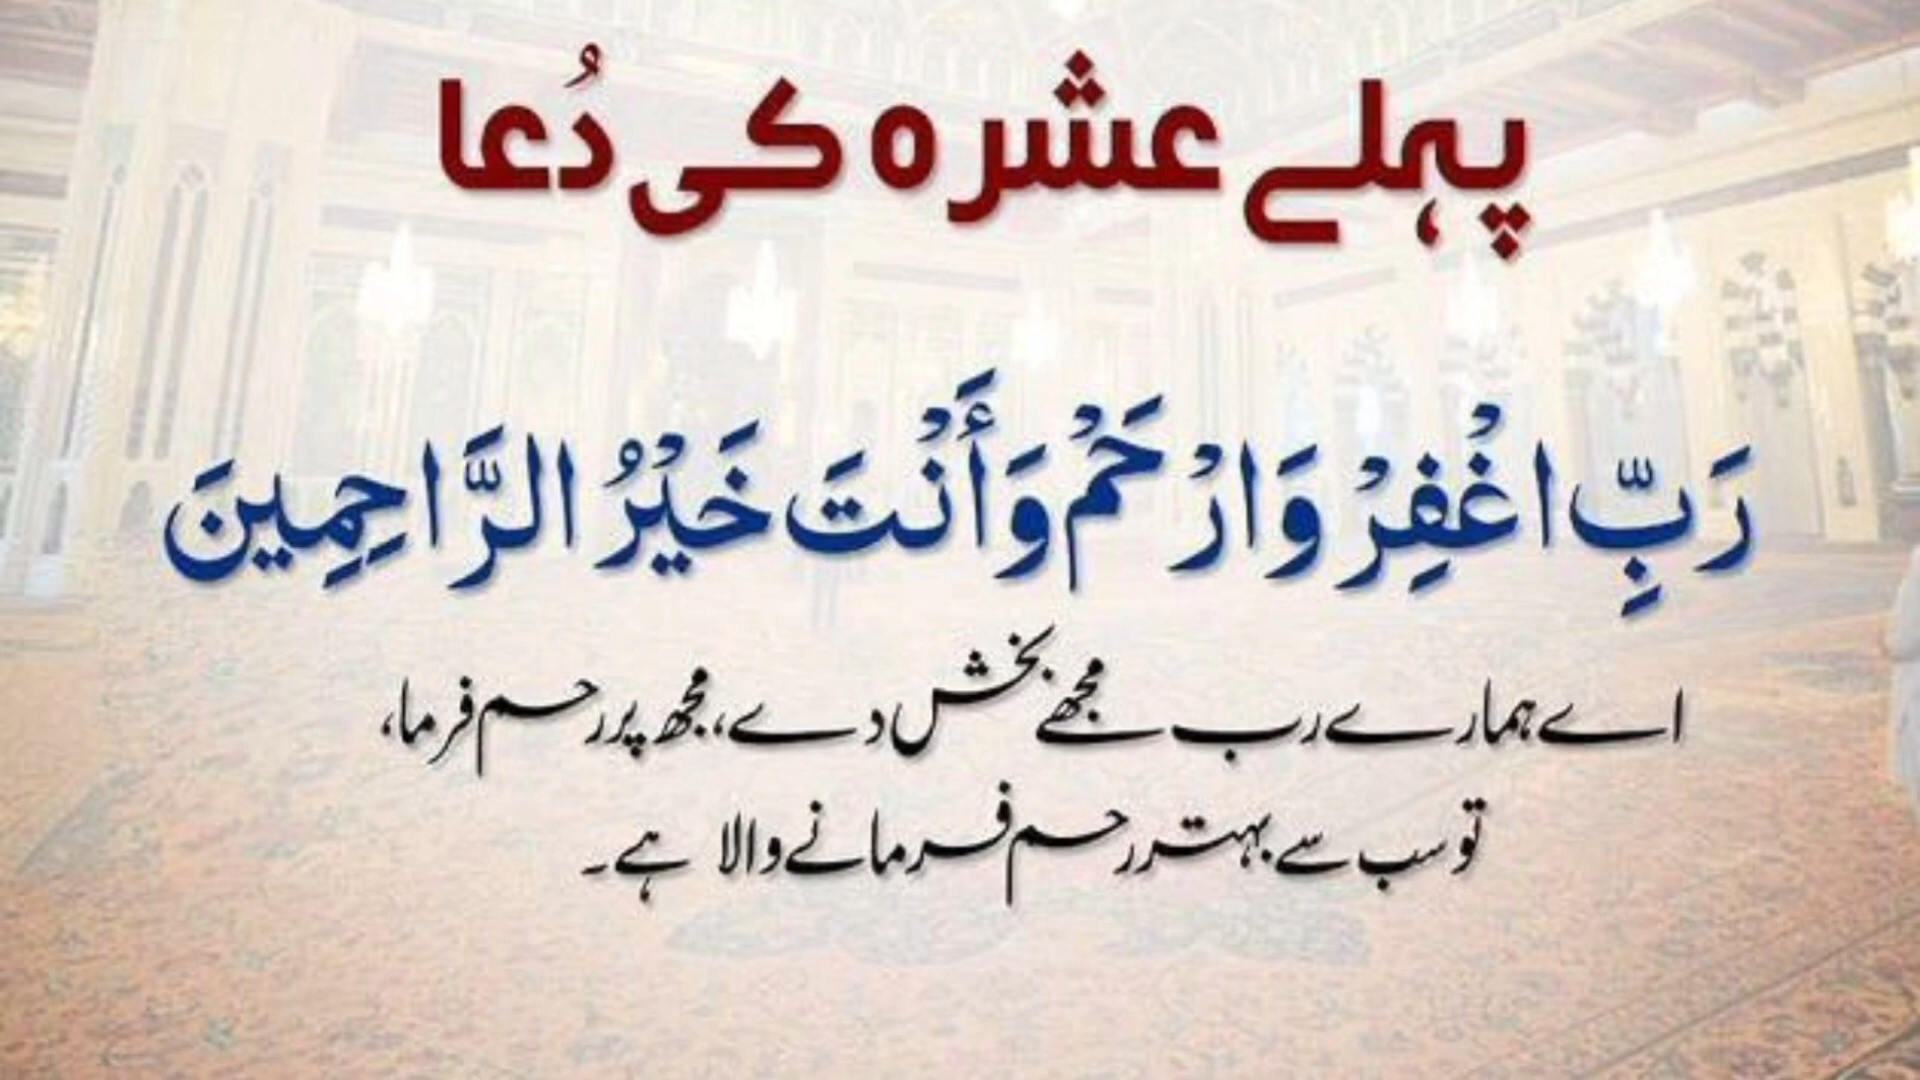 پہلے عشرہ کی دُعا
رَبِّ اغْفِرْ وَارْحَمْ وَأَنْتَ خَيْرُ الرَّاحِمِينَ
اے ہمارے رب مجھے بخش دے، مجھ پر رحم فرما،
تو سب سے بہتر رحم فرمانے والا ہے۔